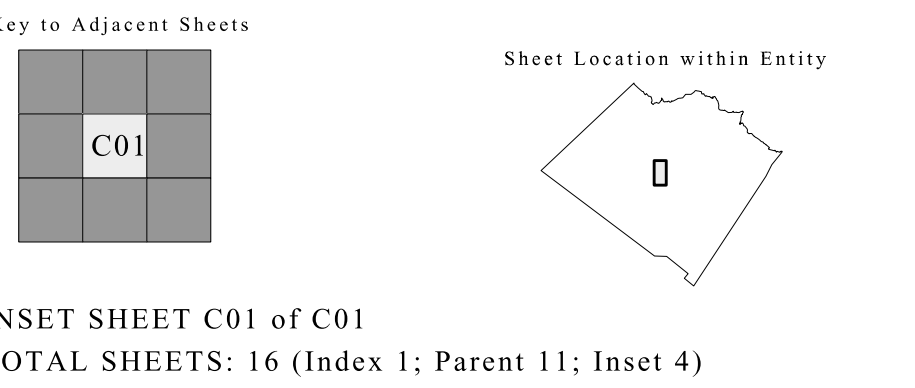 Key to Adjacent Sheets
Sheet Location within Entity
C01
NSET SHEET C01 of C01
OTAL SHEETS: 16 (Index 1; Parent 11; Inset 4)